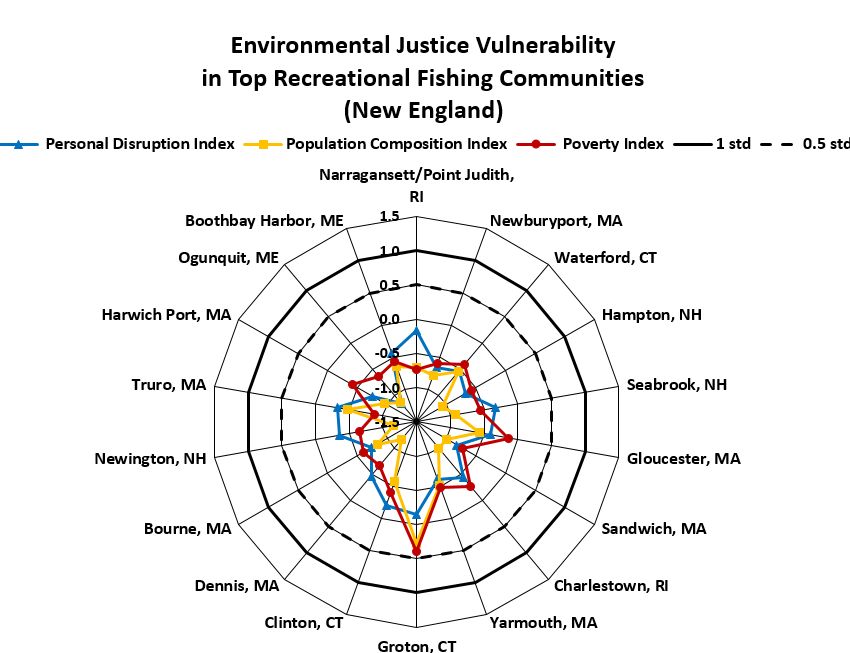 Environmental Justice Vulnerability
in Top Recreational Fishing Communities
(New England)
Personal Disruption Index Population Composition Index Poverty Index 1 std 0.5 std
Narragansett/Point Judith,
RI
Newburyport, MA
Waterford, CT
Hampton, NH
Seabrook, NH
Gloucester, MA
Sandwich, MA
Charlestown, RI
Yarmouth, MA
Groton, CT
Clinton, CT
Dennis, MA
Bourne, MA
Newington, NH
Truro, MA
Harwich Port, MA
Ogunquit, ME
Boothbay Harbor, ME
1.5
1.0
0.5
0.0
-0.5
-1.0
-1.5